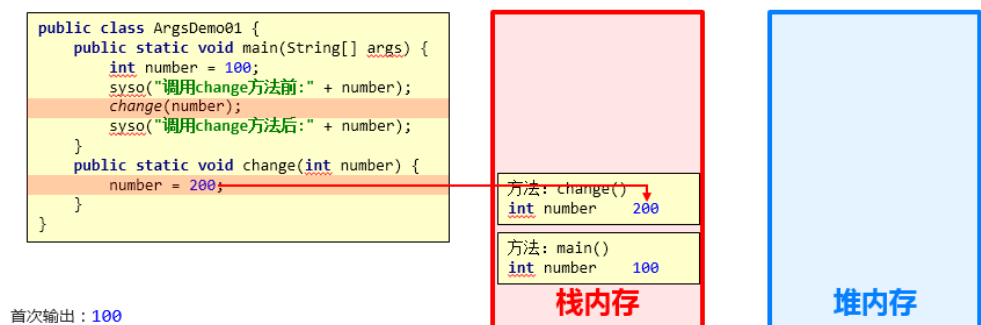 public class ArgsDemo01 {
public static void main(String[] args) {
int number = 100;
syso("调用change方法前:" + number);
change(number);
syso("调用change方法后:" + number);
}
public static void change(int number) {
number = 200;
}
}
方法: change()
int number 200
方法: main()
int number 100
栈内存
堆内存
首次输出：100